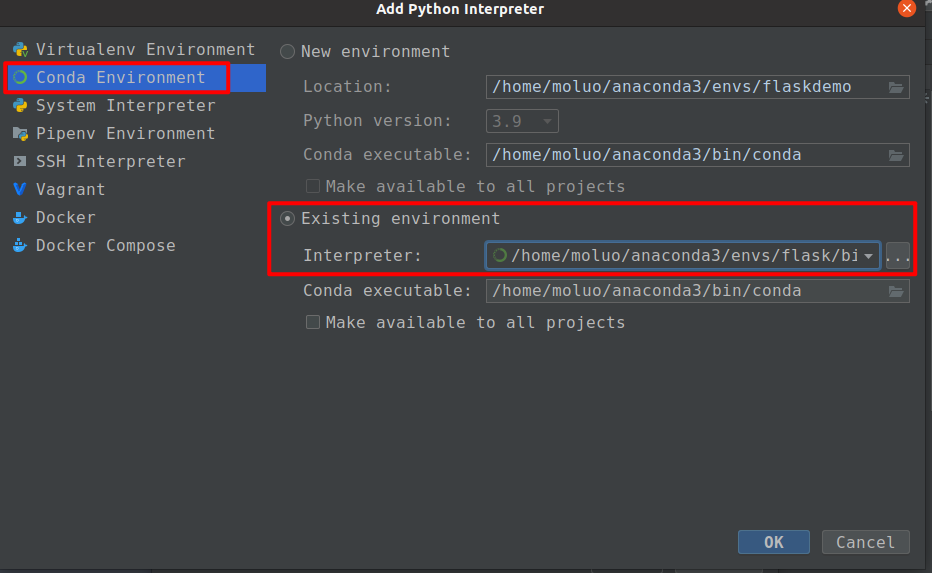 Add Python Interpreter
Virtualenv Environment
Conda Environment
System Interpreter
Pipenv Environment
SSH Interpreter
Vagrant
Docker
Docker Compose
New environment
Location: /home/moluo/anaconda3/envs/flaskdemo
Python version: 3.9
Conda executable: /home/moluo/anaconda3/bin/conda
Make available to all projects
Existing environment
Interpreter: /home/moluo/anaconda3/envs/flask/bi ...
Conda executable: /home/moluo/anaconda3/bin/conda
Make available to all projects
OK Cancel